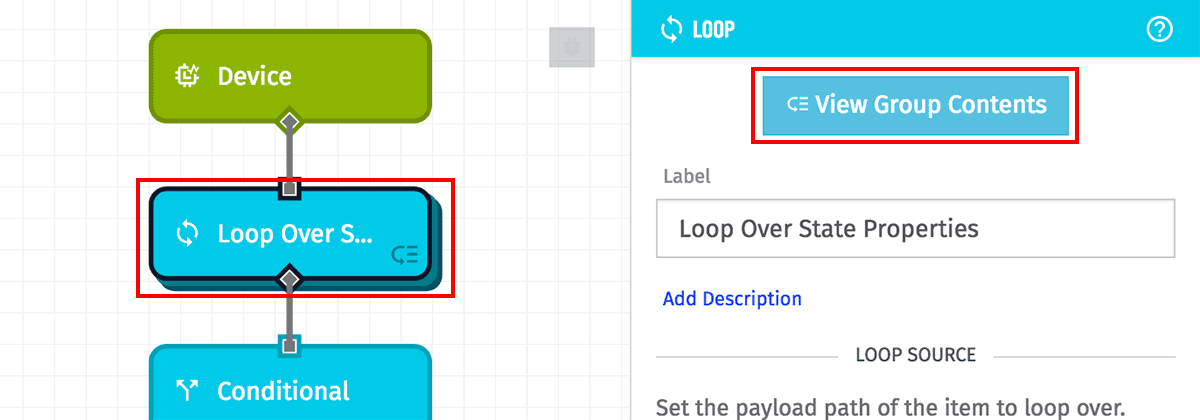 Device
Loop Over S...
Conditional
LOOP
View Group Contents
Label
Loop Over State Properties
Add Description
LOOP SOURCE
Set the payload path of the item to loop over.